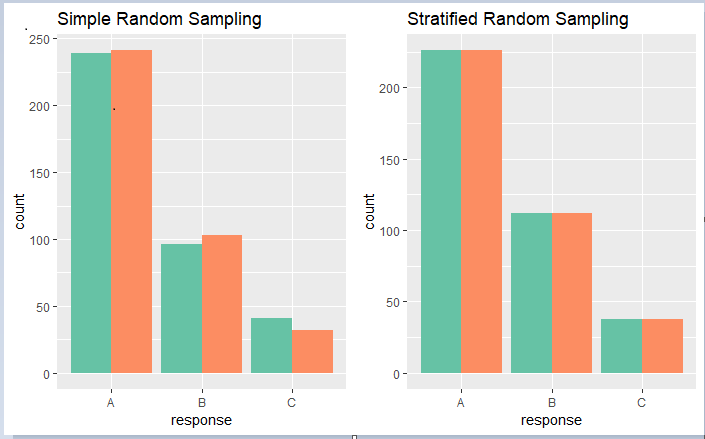 Simple Random Sampling
250
200
150
100
50
0
count
A B C
response
Stratified Random Sampling
200
150
100
50
0
count
A B C
response